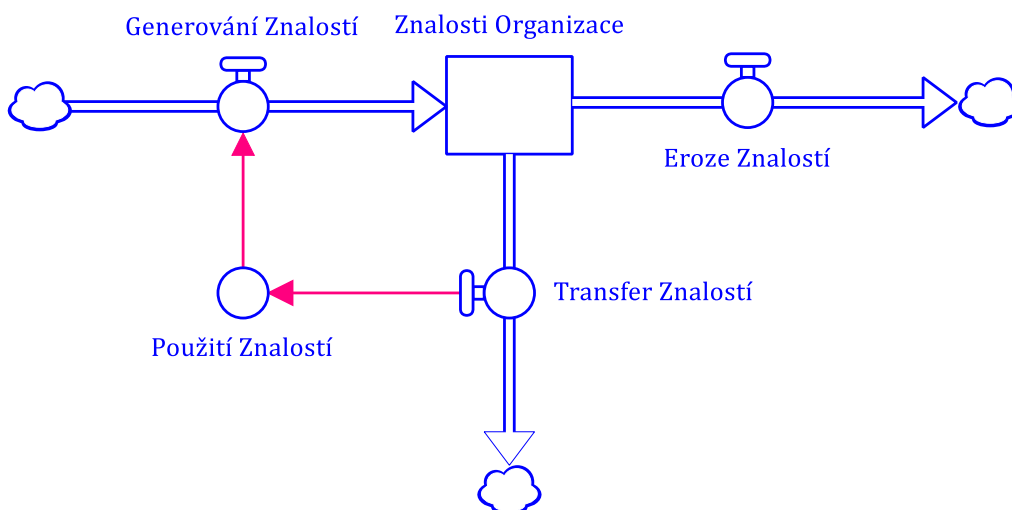 Generování Znalostí
Znalosti Organizace
Eroze Znalostí
Transfer Znalostí
Použití Znalostí